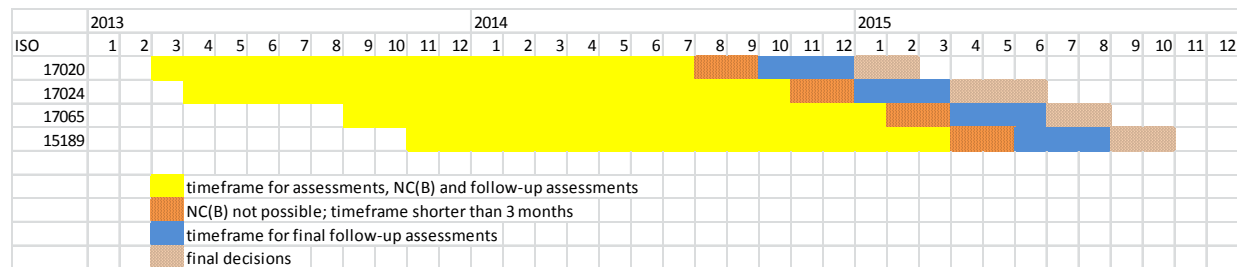 2013 2014 2015
ISO 1 2 3 4 5 6 7 8 9 10 11 12 1 2 3 4 5 6 7 8 9 10 11 12 1 2 3 4 5 6 7 8 9 10 11 12
17020
17024
17065
15189
timeframe for assessments, NC(B) and follow-up assessments
NC(B) not possible; timeframe shorter than 3 months
timeframe for final follow-up assessments
final decisions